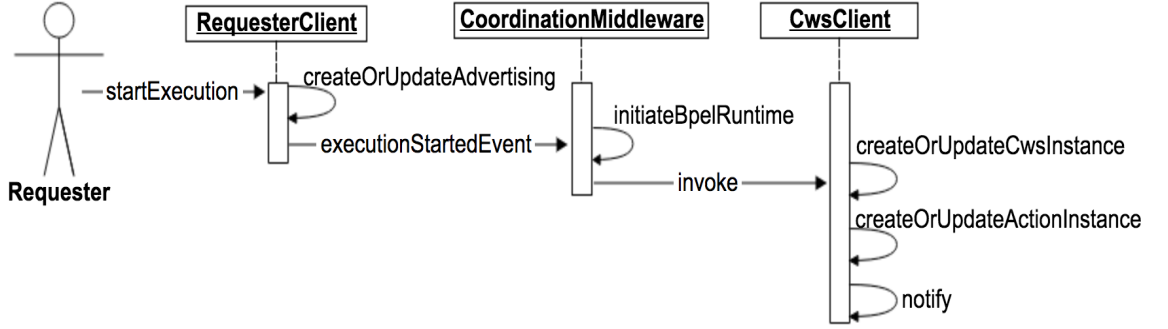 RequesterClient
CoordinationMiddleware
CwsClient
startExecution
createOrUpdateAdvertising
executionStartedEvent
initiateBpelRuntime
invoke
createOrUpdateCwsInstance
createOrUpdateActionInstance
notify
Requester